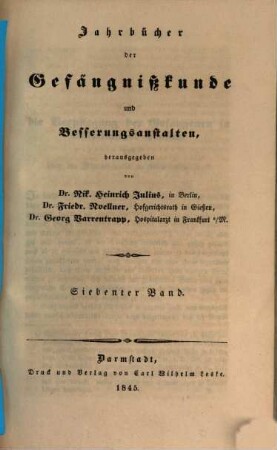 Jahrbücher
der
Gefängnißkunde
und
Besserungsanstalten,
herausgegeben
von
Dr. Nik. Heinrich Julius, in Berlin,
Dr. Friedr. Noellner, Hofgerichtsrath in Gießen,
Dr. Georg Varrentrapp, Hospitalarzt in Frankfurt a/M.
Siebenter Band.
Darmstadt,
Druck und Verlag von Carl Wilhelm Leske.
1845.